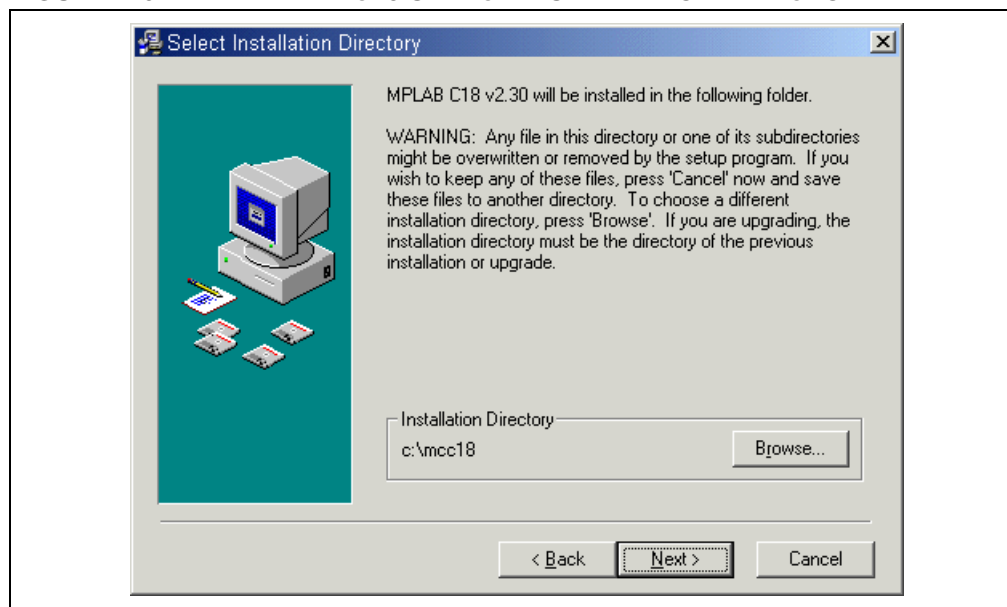 Select Installation Directory
MPLAB C18 v2.30 will be installed in the following folder.
WARNING: Any file in this directory or one of its subdirectories
might be overwritten or removed by the setup program. If you
wish to keep any of these files, press 'Cancel' now and save
these files to another directory. To choose a different
installation directory, press 'Browse'. If you are upgrading, the
installation directory must be the directory of the previous
installation or upgrade.
Installation Directory
c:\mcc18
Browse...
< Back
Next >
Cancel